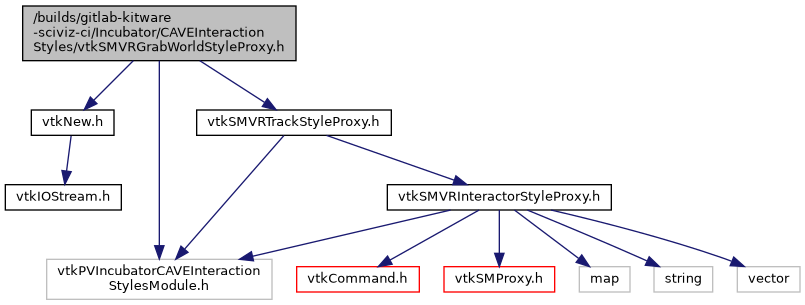 /builds/gitlab-kitware
-sciviz-ci/Incubator/CAVEInteraction
Styles/vtkSMVRGrabWorldStyleProxy.h
vtkNew.h
vtkSMVRTrackStyleProxy.h
vtkIOStream.h
vtkSMVRInteractorStyleProxy.h
vtkPVIncubatorCAVEInteraction
StylesModule.h
vtkCommand.h
vtkSMProxy.h
map
string
vector